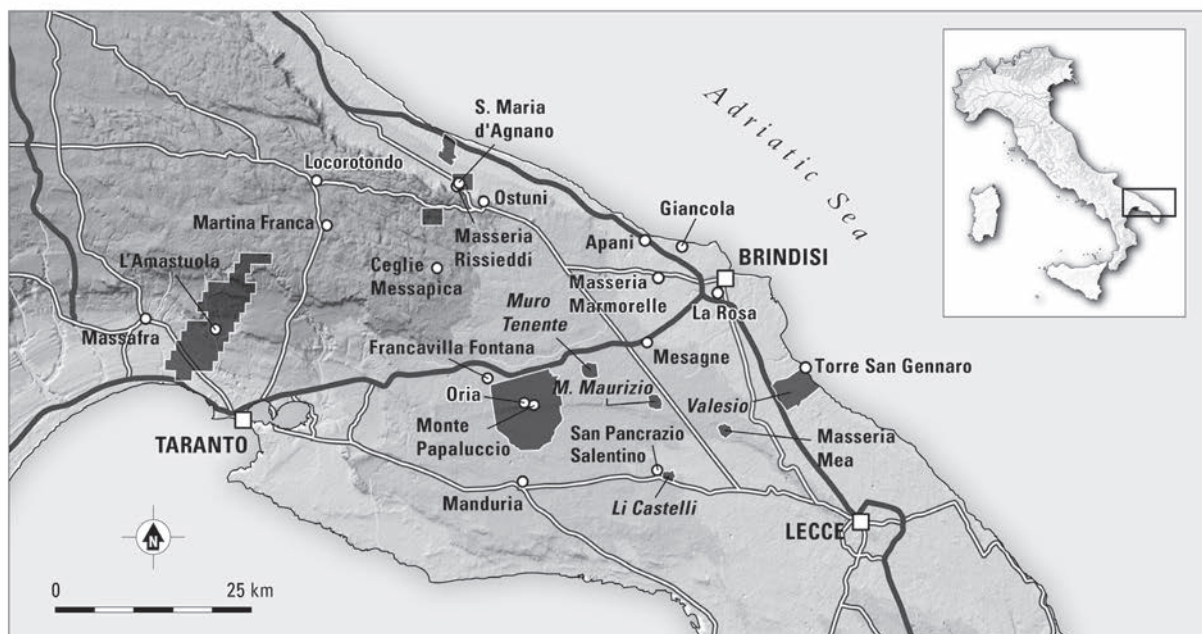 Adriatic Sea
S. Maria
d'Agnano
Locorotondo
Ostuni
Martina Franca
Masseria
Rissieddi
Giancola
Apani
BRINDISI
L'Amastuola
Ceglie
Messapica
Masseria
Marmorelle
La Rosa
Muro
Tenente
Massafra
Francavilla Fontana
Mesagne
Torre San Gennaro
Oria
M. Maurizio
Valesio
Monte
Papaluccio
TARANTO
San Pancrazio
Salentino
Masseria
Mea
Manduria
Li Castelli
LECCE
N
0 25 km